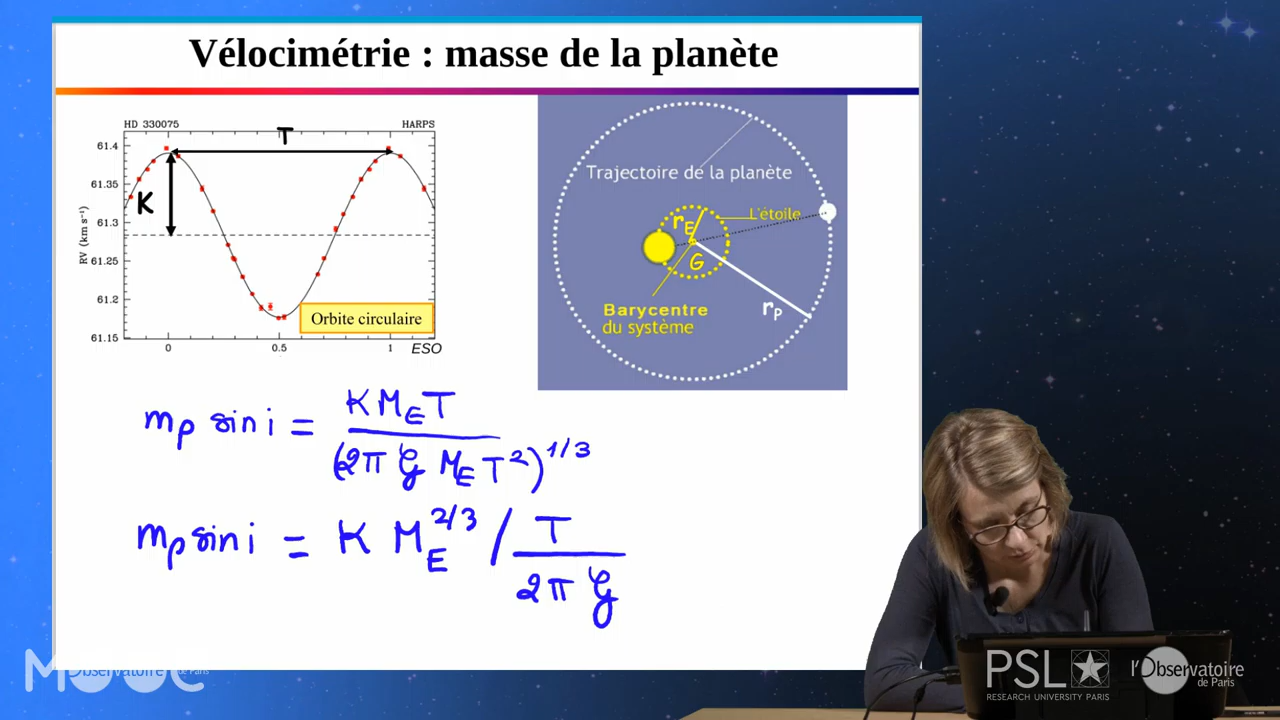 Vélocimétrie : masse de la planète
HD 330075 HARPS
T
K
RV (km s⁻¹)
61.4
61.35
61.3
61.25
61.2
61.15
0 0.5 1
ESO
Orbite circulaire
Trajectoire de la planète
L'étoile
r_E
G
Barycentre
du système
r_P
m_p sin i = K M_E T / (2π G M_E T²)^1/3
m_p sin i = K M_E^2/3 / T / 2π G
MOOC
l'Observatoire de Paris
PSL
RESEARCH UNIVERSITY PARIS
l'Observatoire
de Paris